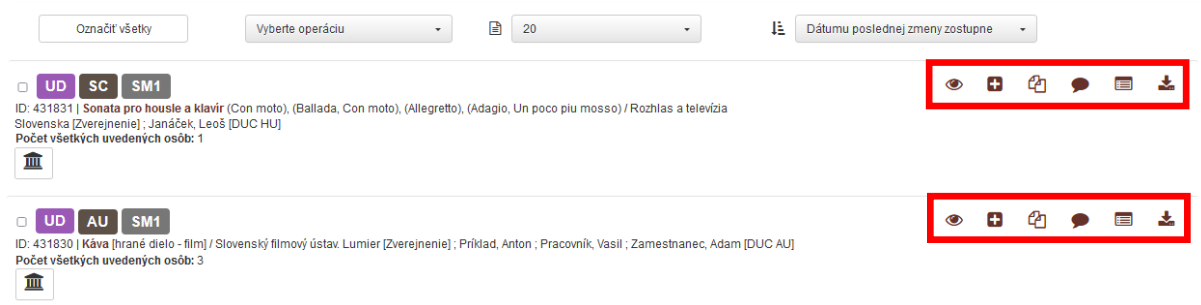 Označiť všetky Vyberte operáciu 20 Dátumu poslednej zmeny zostupne
UD SC SM1
ID: 431831 | Sonata pro housle a klavír (Con moto), (Ballada, Con moto), (Allegretto), (Adagio, Un poco piu mosso) / Rozhlas a televízia
Slovenska [Zverejnenie] ; Janáček, Leoš [DUC HU]
Počet všetkých uvedených osôb: 1
UD AU SM1
ID: 431830 | Káva [hrané dielo - film] / Slovenský filmový ústav. Lumier [Zverejnenie] ; Príklad, Anton ; Pracovník, Vasil ; Zamestnanec, Adam [DUC AU]
Počet všetkých uvedených osôb: 3